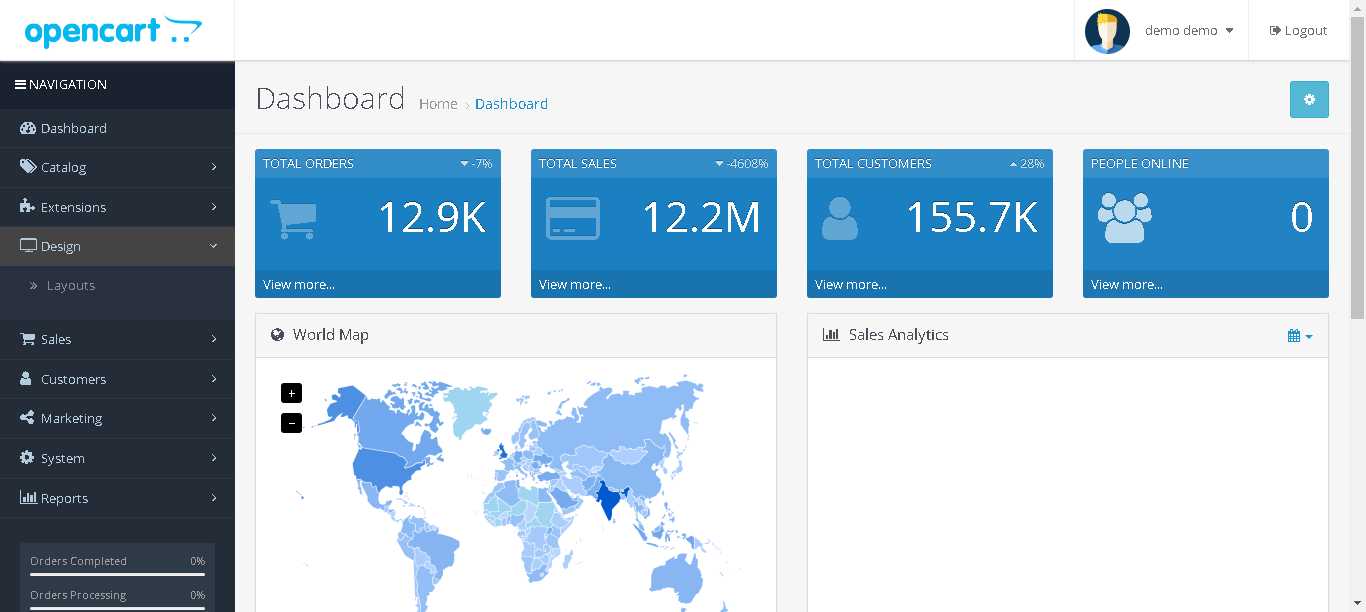 opencart
demo demo
Logout
NAVIGATION
Dashboard
Catalog
Extensions
Design
Layouts
Sales
Customers
Marketing
System
Reports
Orders Completed 0%
Orders Processing 0%
Dashboard Home › Dashboard
TOTAL ORDERS -7%
12.9K
View more...
TOTAL SALES -4608%
12.2M
View more...
TOTAL CUSTOMERS 28%
155.7K
View more...
PEOPLE ONLINE
0
View more...
World Map
+
−
Sales Analytics